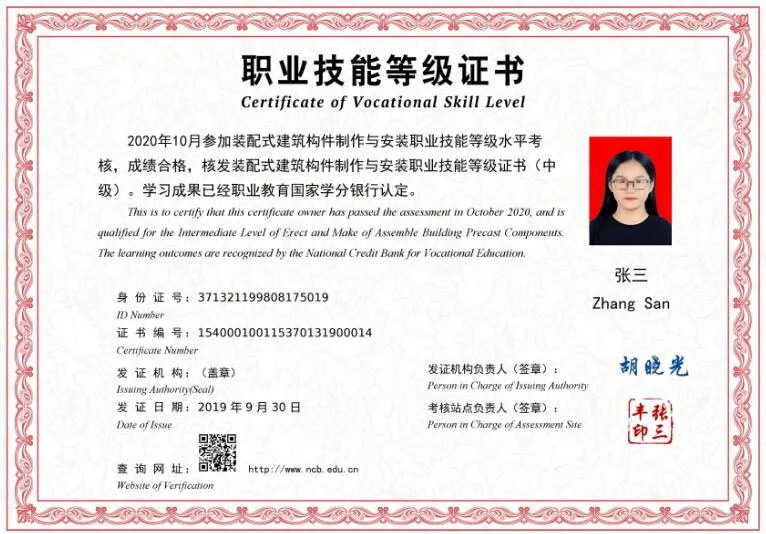 职业技能等级证书
Certificate of Vocational Skill Level
2020年10月参加装配式建筑构件制作与安装职业技能等级水平考
核，成绩合格，核发装配式建筑构件制作与安装职业技能等级证书（中
级）。学习成果已经职业教育国家学分银行认定。
This is to certify that this certificate owner has passed the assessment in October 2020, and is
qualified for the Intermediate Level of Erect and Make of Assemble Building Precast Components.
The learning outcomes are recognized by the National Credit Bank for Vocational Education.
张三
Zhang San
身 份 证 号：371321199808175019
ID Number
证 书 编 号：154000100115370131900014
Certificate Number
发 证 机 构：（盖章）
Issuing Authority(Seal)
发 证 日 期：2019 年 9 月 30 日
Date of Issue
发证机构负责人（签章）：
Person in Charge of Issuing Authority
胡晓光
考核站点负责人（签章）：
Person in Charge of Assessment Site
张三
丰印
查 询 网 址：
http://www.ncb.edu.cn
Website of Verification